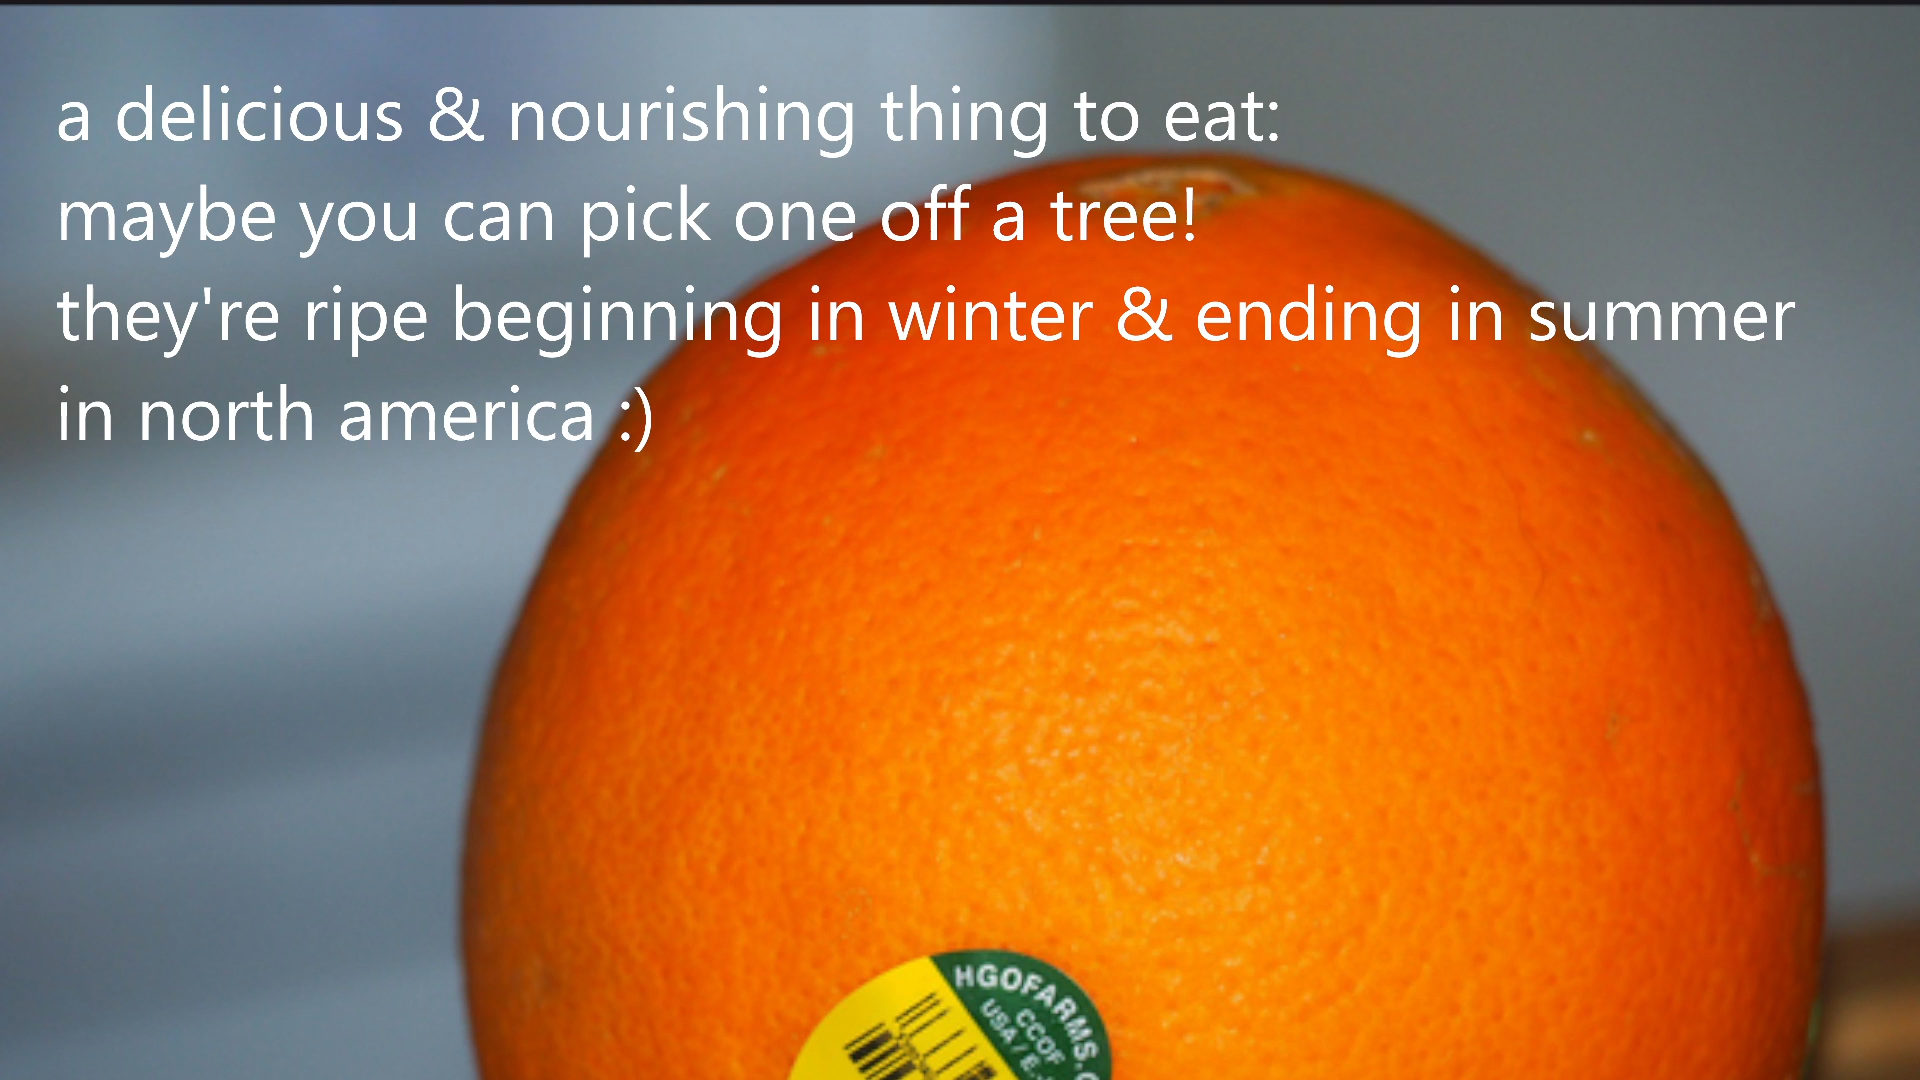 a delicious & nourishing thing to eat:
maybe you can pick one off a tree!
they're ripe beginning in winter & ending in summer
in north america :)
HGOFARMS.
CCOF
USA /